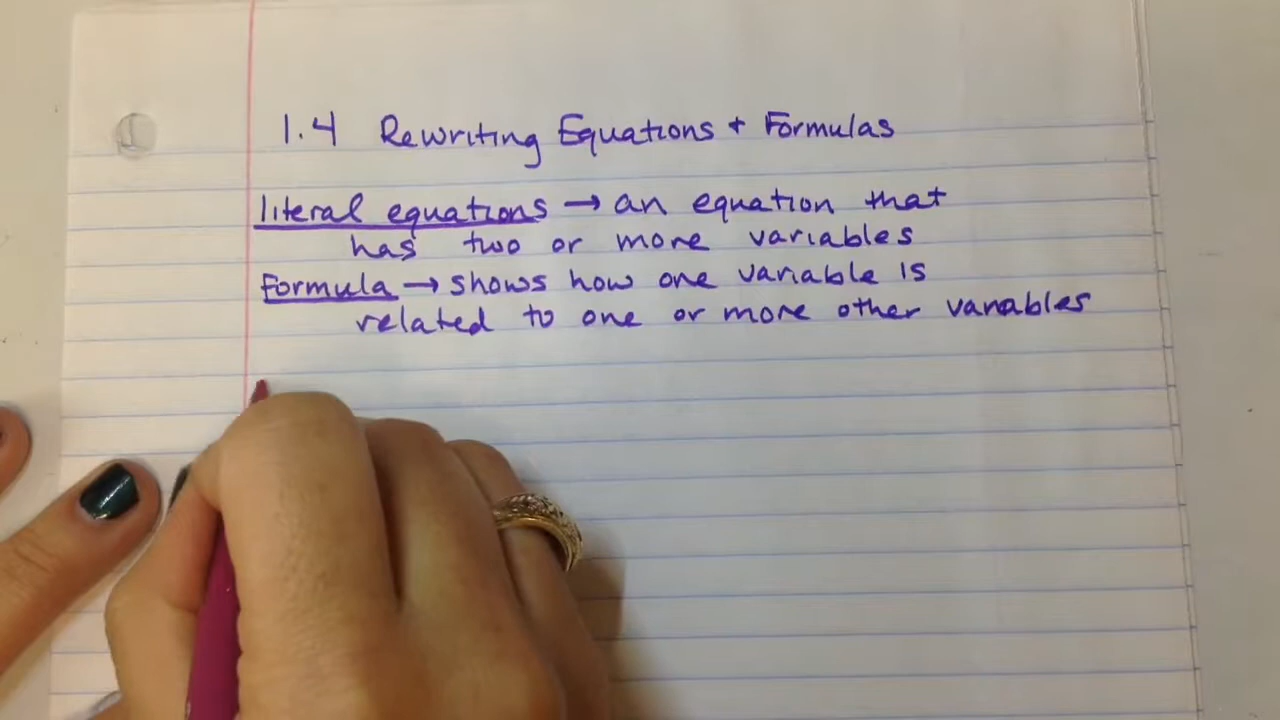 1.4 Rewriting Equations + Formulas
literal equations → an equation that
has two or more variables
Formula → shows how one variable is
related to one or more other variables